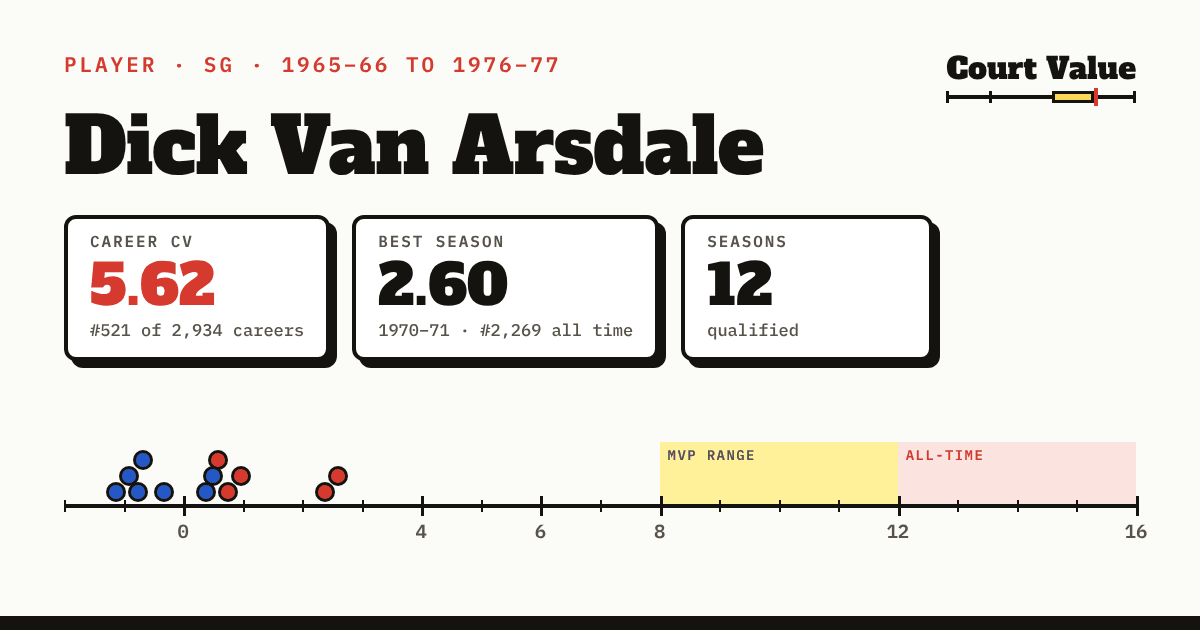 PLAYER · SG · 1965–66 TO 1976–77
Court Value
Dick Van Arsdale
CAREER CV
5.62
#521 of 2,934 careers
BEST SEASON
2.60
1970–71 · #2,269 all time
SEASONS
12
qualified
MVP RANGE
ALL-TIME
0 4 6 8 12 16